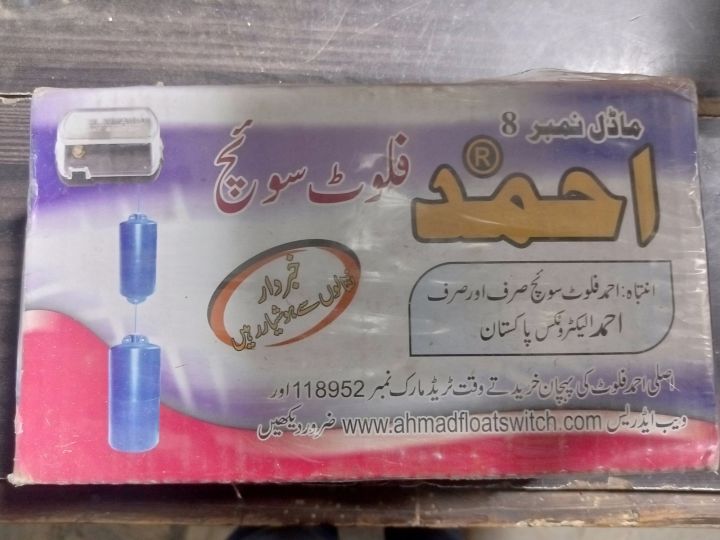 ماڈل نمبر 8
احمد® فلوٹ سوئچ
خبردار
نقالوں سے ہوشیار رہیں
انتباہ: احمد فلوٹ سوئچ صرف اور صرف
احمد الیکٹرونکس پاکستان
اصلی احمد فلوٹ کی پہچان خریدتے وقت ٹریڈ مارک نمبر 118952 اور
ویب ایڈریس www.ahmadfloatswitch.com ضرور دیکھیں